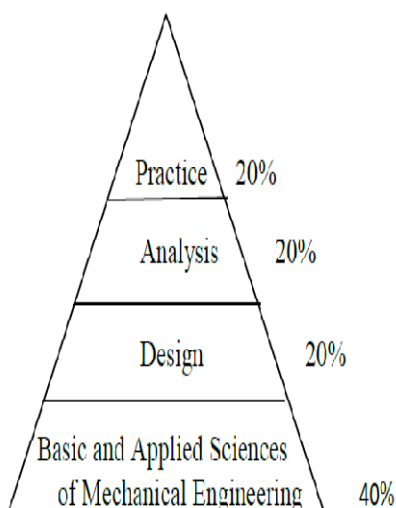 Practice 20%
Analysis 20%
Design 20%
Basic and Applied Sciences
of Mechanical Engineering 40%